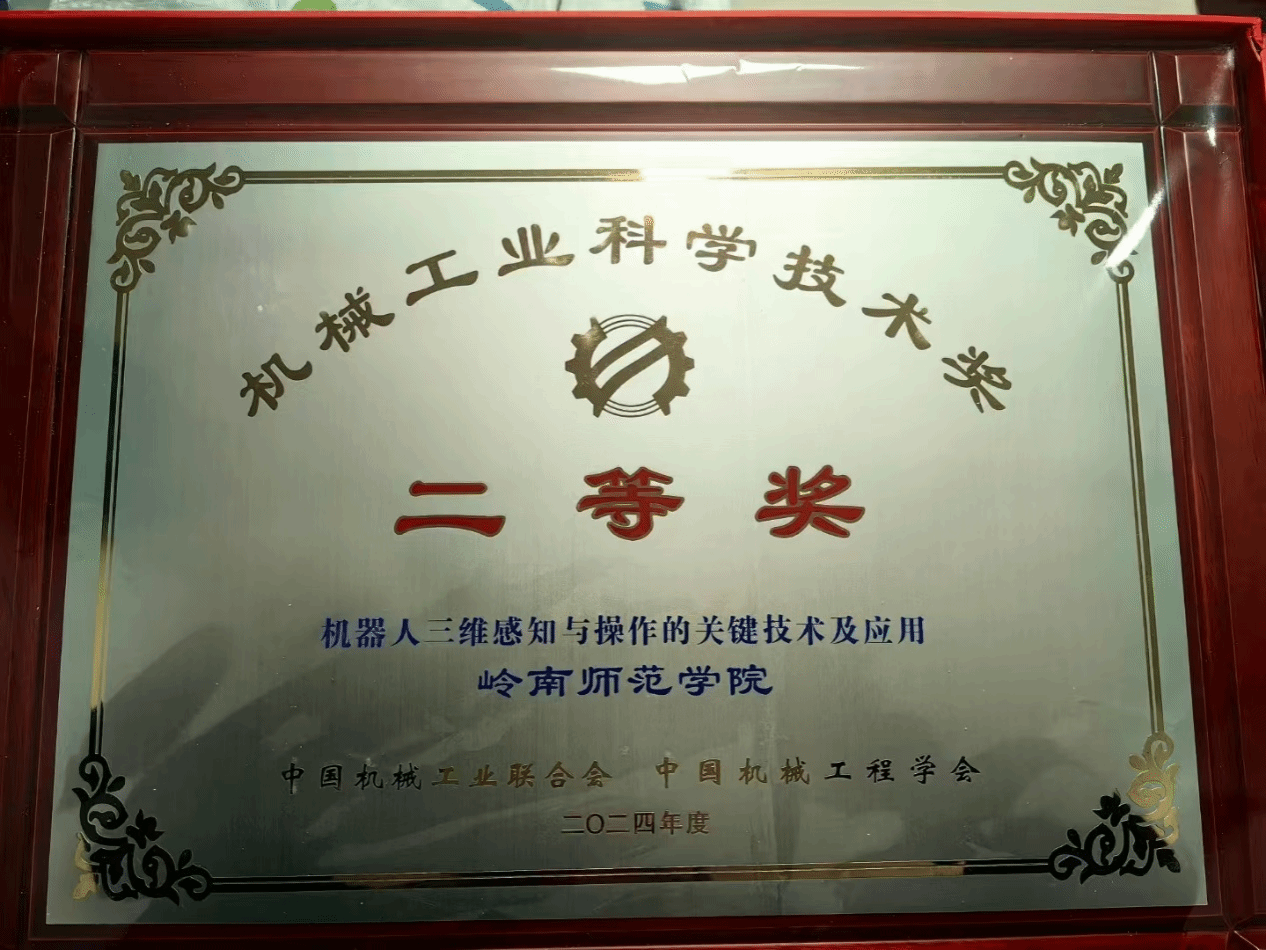 机械工业科学技术奖
二等奖
机器人三维感知与操作的关键技术及应用
岭南师范学院
中国机械工业联合会 中国机械工程学会
二〇二四年度